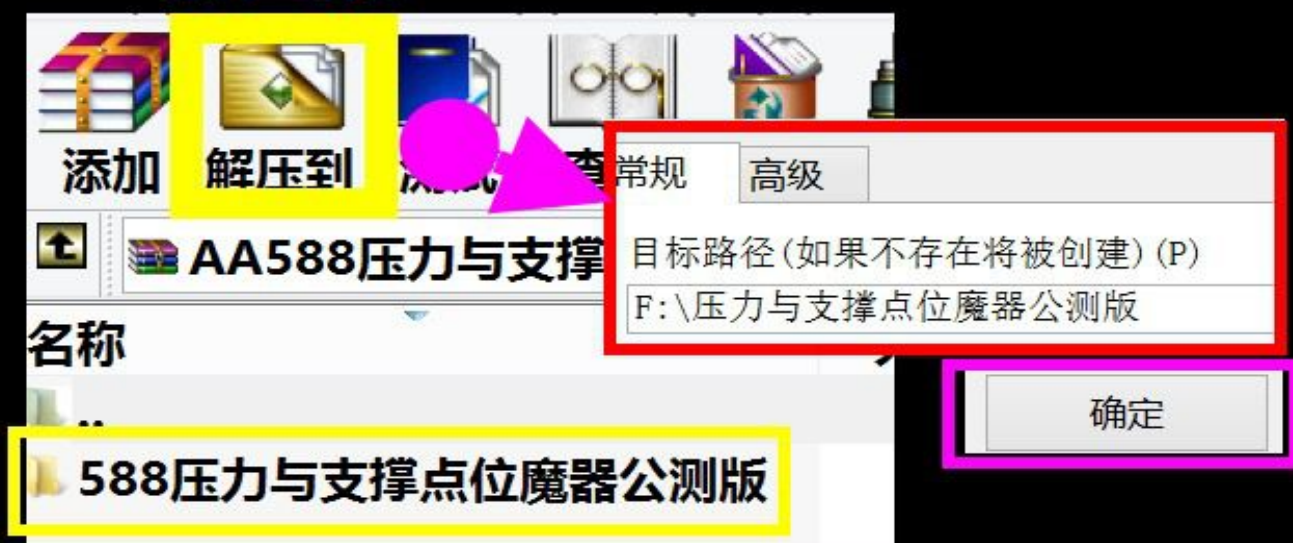 添加 解压到 测试 查
常规 高级
AA588压力与支撑
目标路径(如果不存在将被创建)(P)
F:\压力与支撑点位魔器公测版
名称
确定
..
588压力与支撑点位魔器公测版